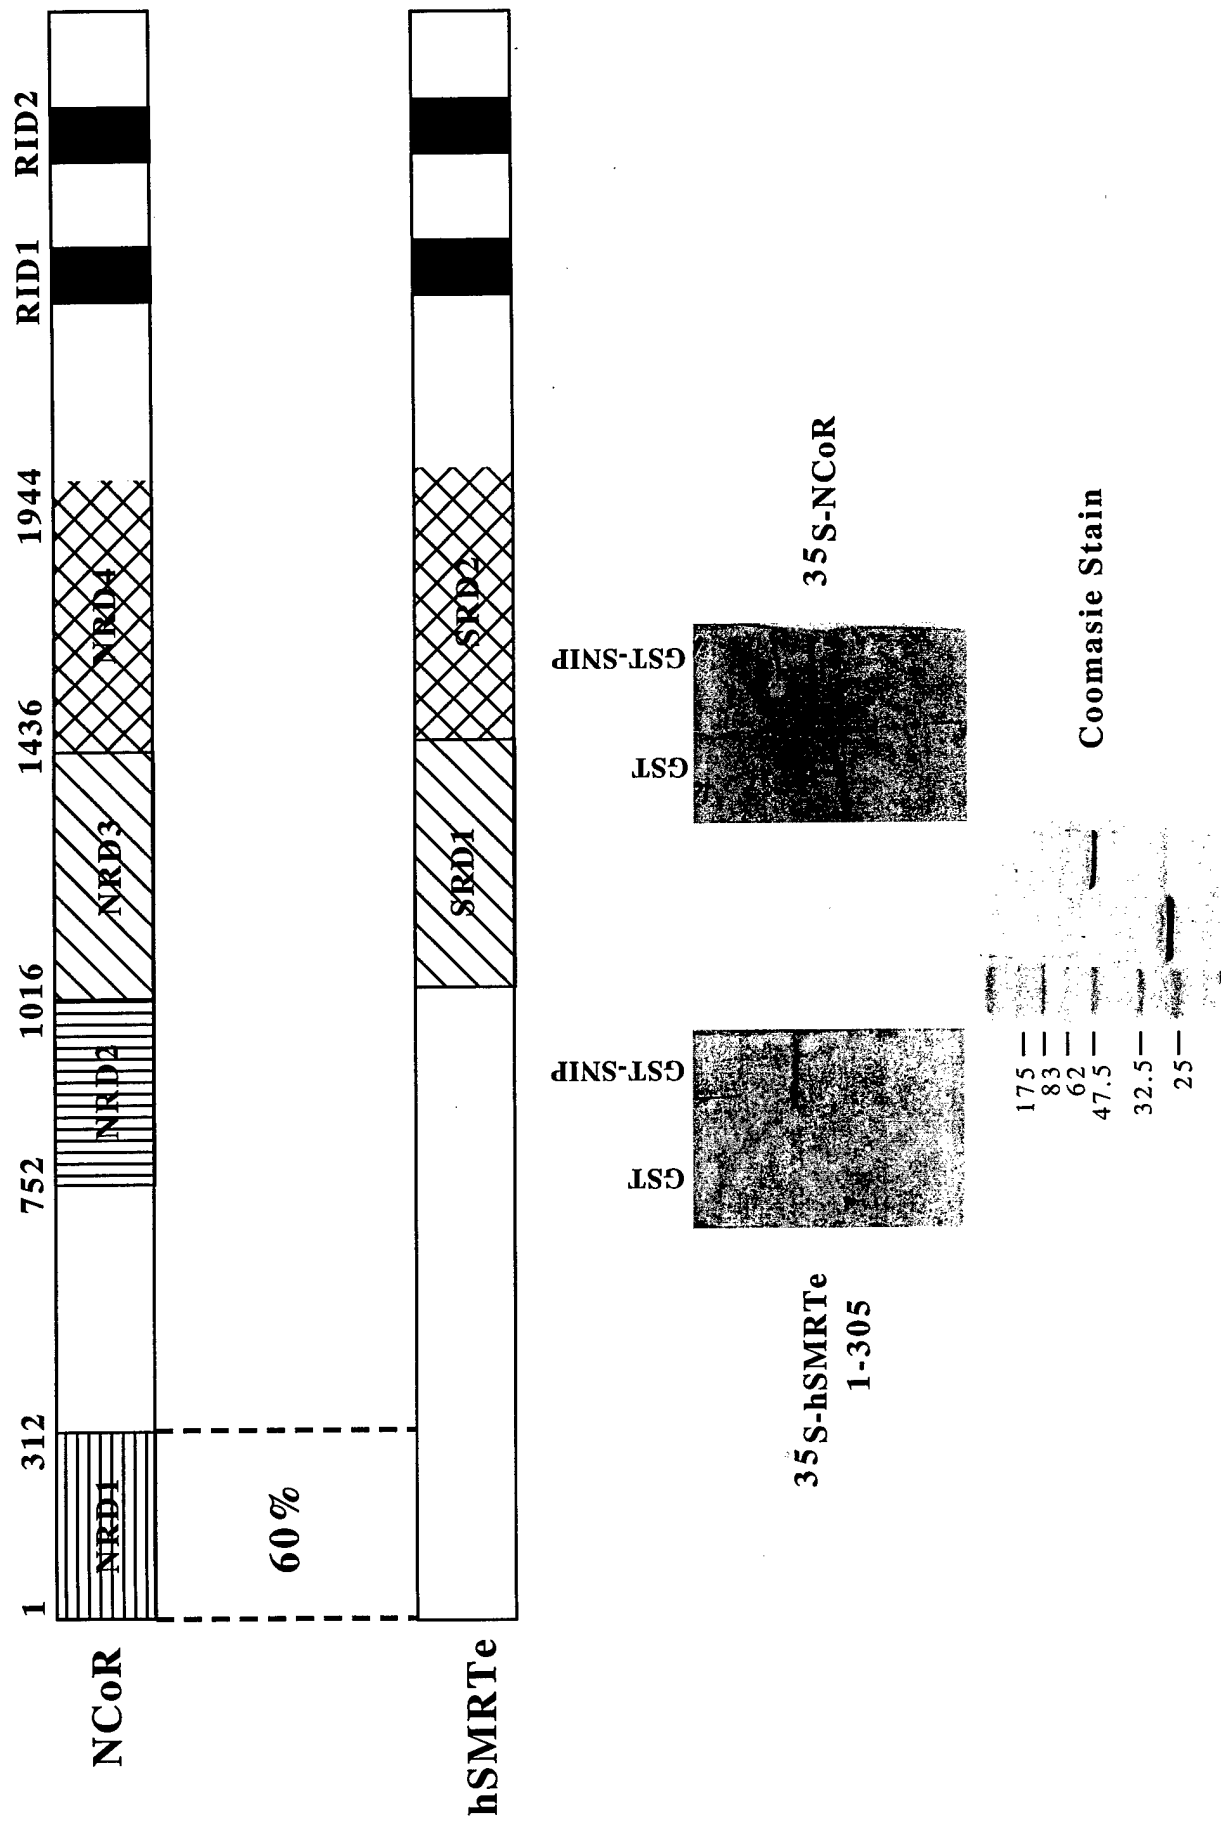 NCoR
1 312 752 1016 1436 1944 RID1 RID2
NRD1 NRD2 NRD3 NRD4
60%
hSMRTe
SRD1 SRD2
GST GST-SNIP
GST GST-SNIP
35S-hSMRTe
1-305
35S-NCoR
175
83
62
47.5
32.5
25
Coomasie Stain